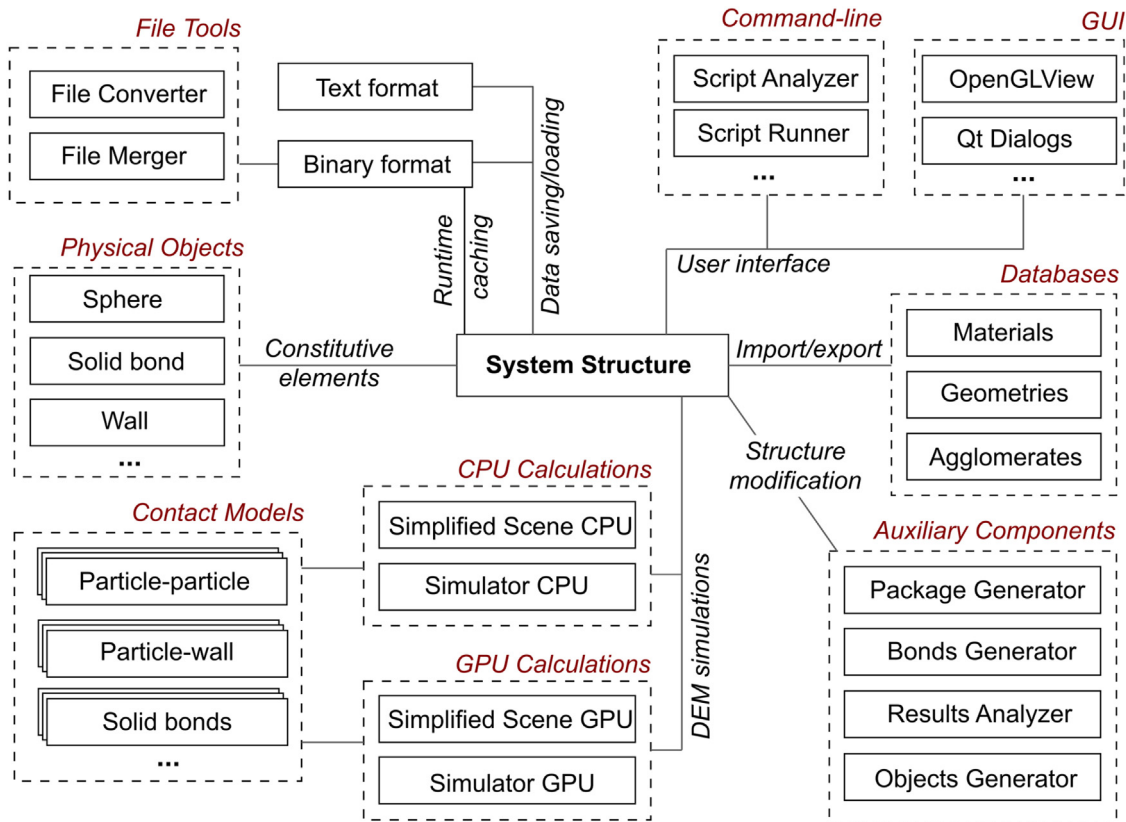 File Tools
File Converter
File Merger
Text format
Binary format
Runtime
caching
Data saving/loading
Command-line
Script Analyzer
Script Runner
...
GUI
OpenGLView
Qt Dialogs
...
User interface
Physical Objects
Sphere
Solid bond
Wall
...
Constitutive
elements
System Structure
Import/export
Databases
Materials
Geometries
Agglomerates
Structure
modification
Contact Models
Particle-particle
Particle-wall
Solid bonds
...
CPU Calculations
Simplified Scene CPU
Simulator CPU
GPU Calculations
Simplified Scene GPU
Simulator GPU
DEM simulations
Auxiliary Components
Package Generator
Bonds Generator
Results Analyzer
Objects Generator